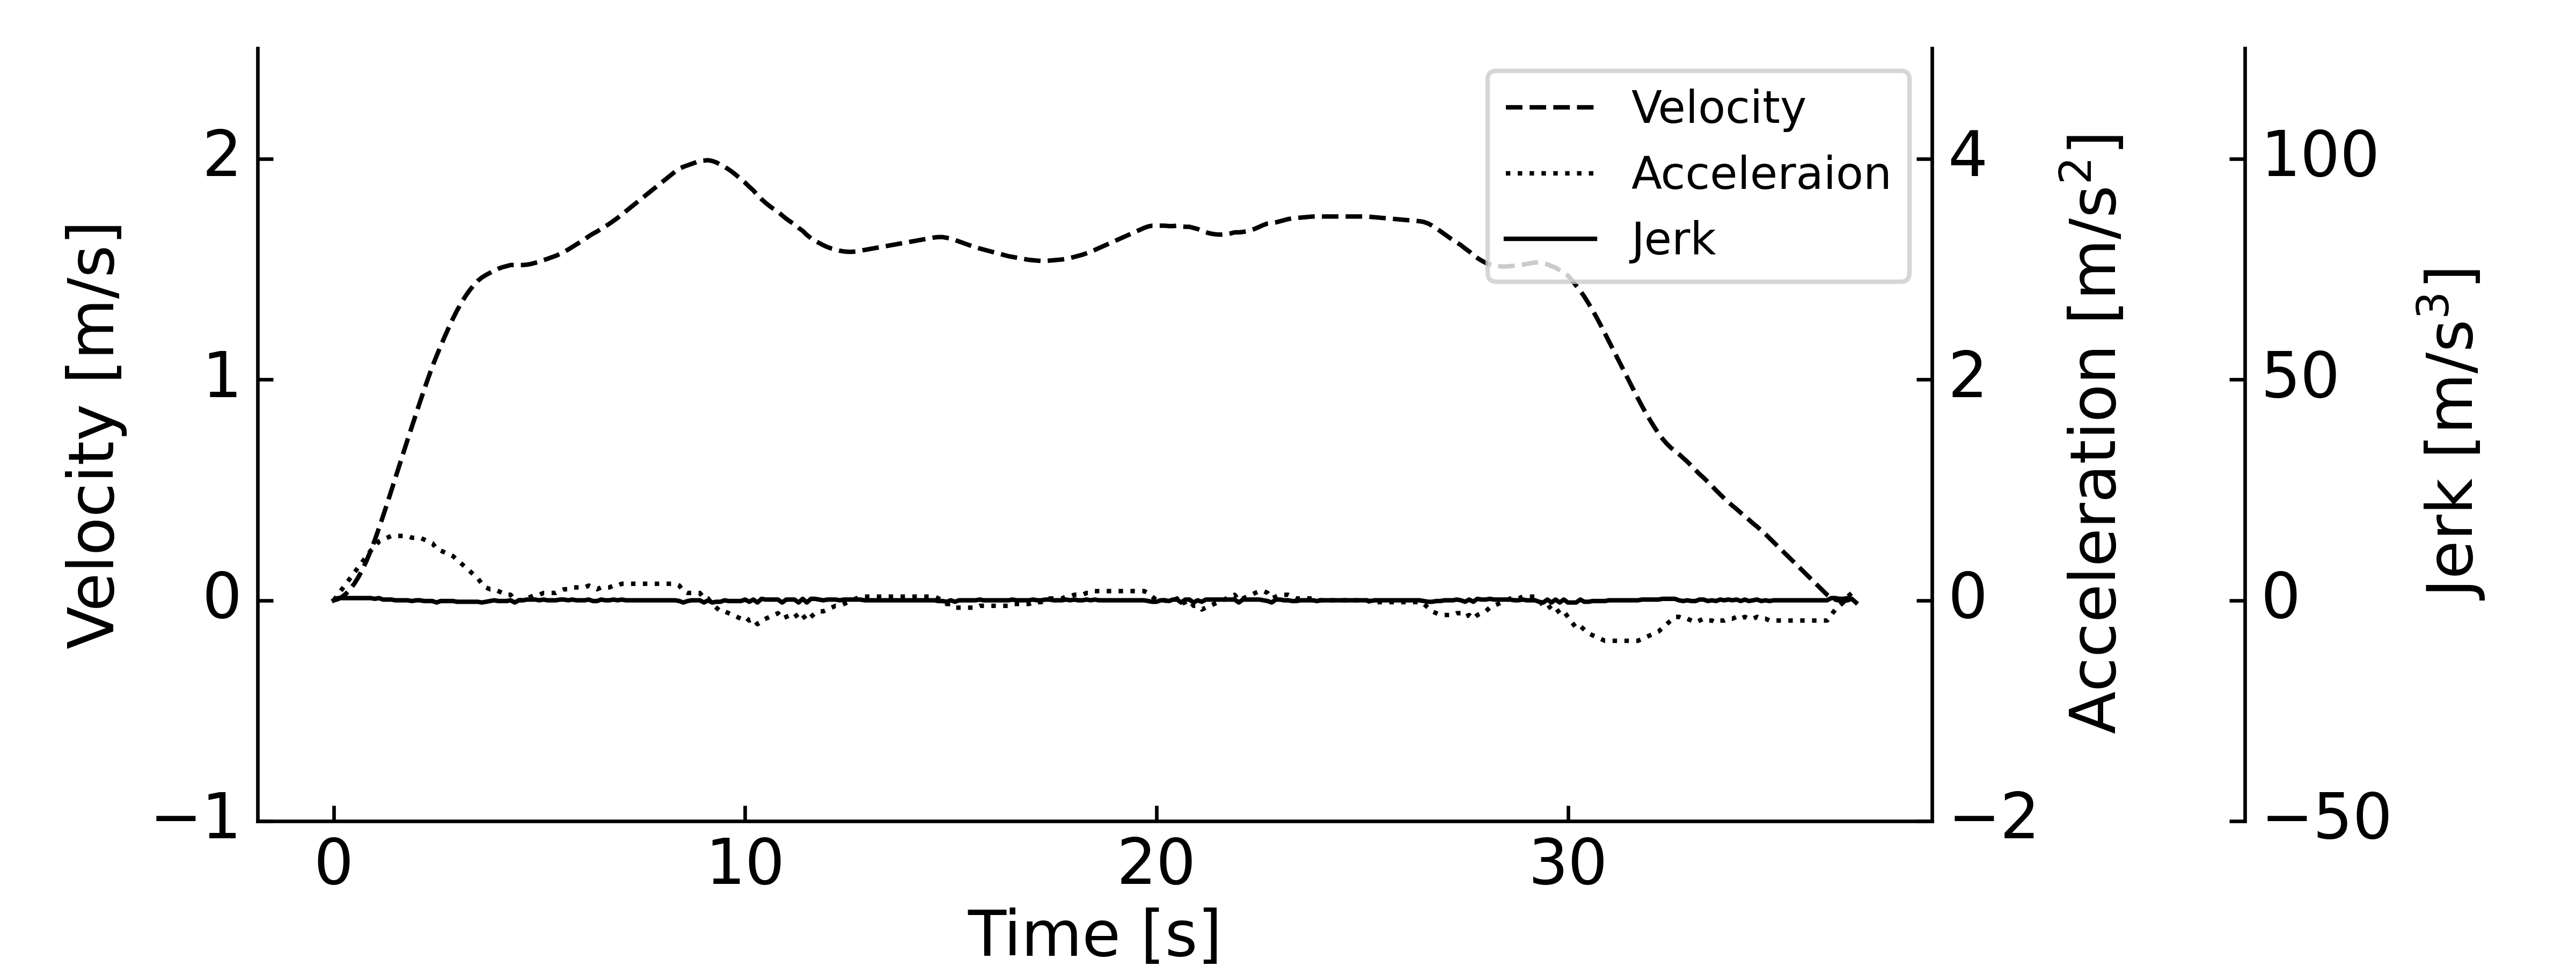 Velocity [m/s]
2
1
0
−1
0
10
20
30
Time [s]
Velocity
Acceleraion
Jerk
4
2
0
−2
Acceleration [m/s²]
100
50
0
−50
Jerk [m/s³]